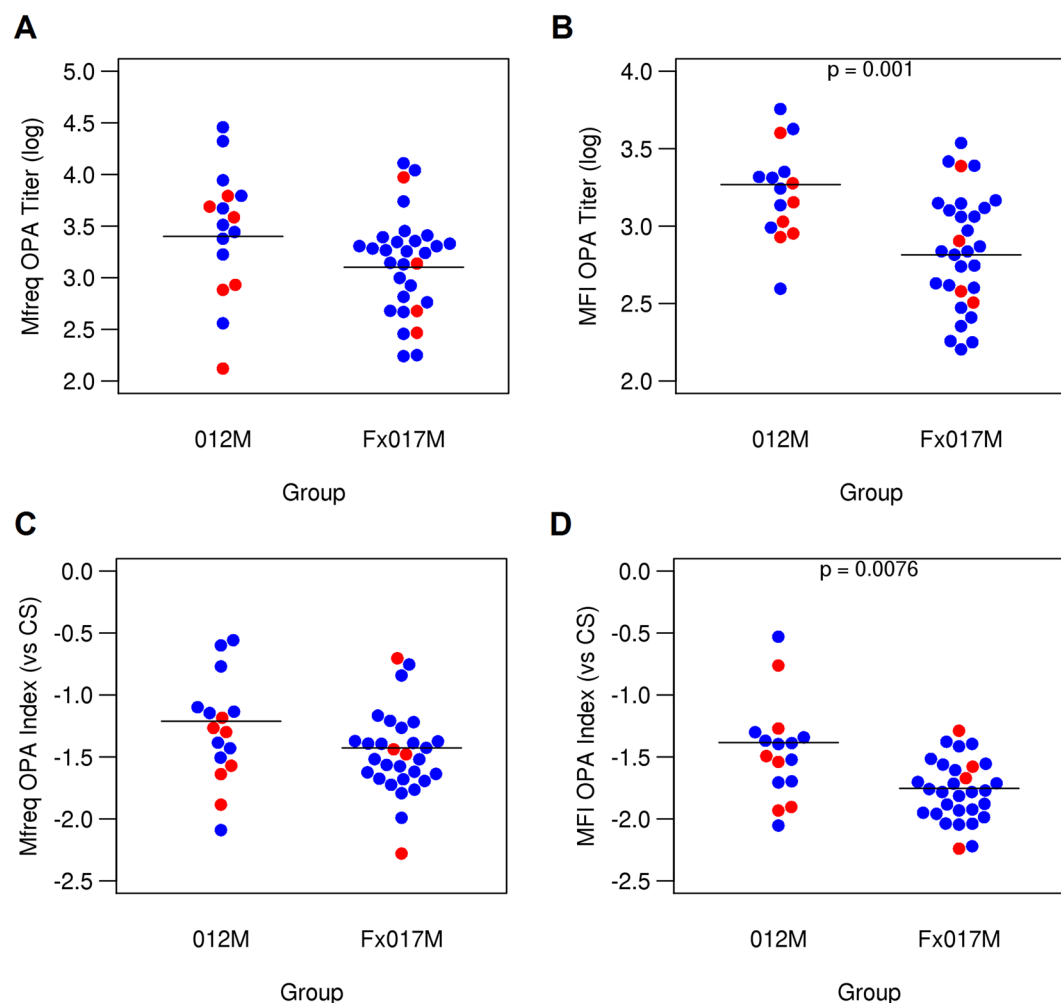 A
Mfreq OPA Titer (log)
5.0
4.5
4.0
3.5
3.0
2.5
2.0
012M Fx017M
Group
B
MFI OPA Titer (log)
p = 0.001
4.0
3.5
3.0
2.5
2.0
012M Fx017M
Group
C
Mfreq OPA Index (vs CS)
0.0
-0.5
-1.0
-1.5
-2.0
-2.5
012M Fx017M
Group
D
MFI OPA Index (vs CS)
p = 0.0076
0.0
-0.5
-1.0
-1.5
-2.0
-2.5
012M Fx017M
Group